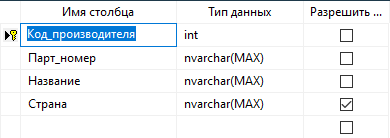 Имя столбца Тип данных Разрешить ...
Код_производителя int
Парт_номер nvarchar(MAX)
Название nvarchar(MAX)
Страна nvarchar(MAX)